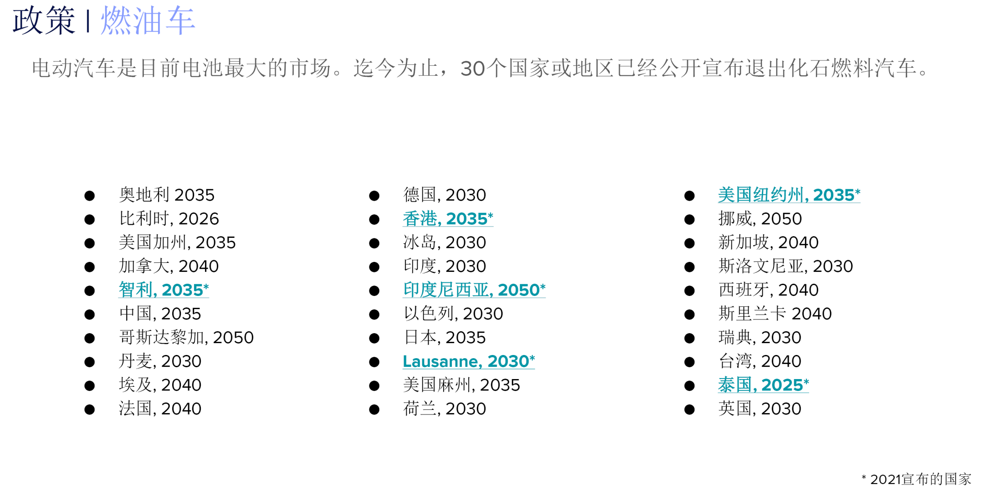 政策 | 燃油车
电动汽车是目前电池最大的市场。迄今为止，30个国家或地区已经公开宣布退出化石燃料汽车。
● 奥地利 2035
● 比利时, 2026
● 美国加州, 2035
● 加拿大, 2040
● 智利, 2035*
● 中国, 2035
● 哥斯达黎加, 2050
● 丹麦, 2030
● 埃及, 2040
● 法国, 2040
● 德国, 2030
● 香港, 2035*
● 冰岛, 2030
● 印度, 2030
● 印度尼西亚, 2050*
● 以色列, 2030
● 日本, 2035
● Lausanne, 2030*
● 美国麻州, 2035
● 荷兰, 2030
● 美国纽约州, 2035*
● 挪威, 2050
● 新加坡, 2040
● 斯洛文尼亚, 2030
● 西班牙, 2040
● 斯里兰卡 2040
● 瑞典, 2030
● 台湾, 2040
● 泰国, 2025*
● 英国, 2030
* 2021宣布的国家